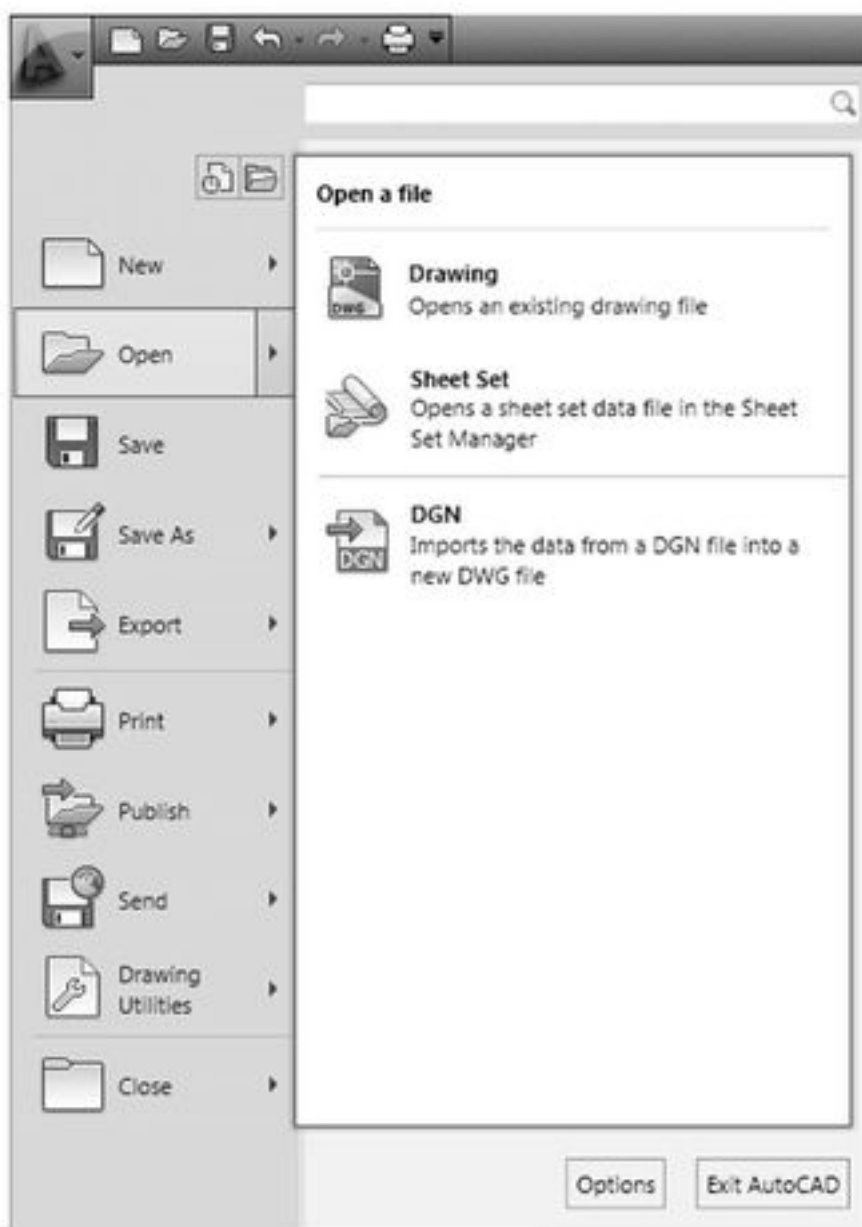 Open a file
New
Drawing
DWG
Opens an existing drawing file
Open
Sheet Set
Opens a sheet set data file in the Sheet
Set Manager
Save
DGN
DGN
Imports the data from a DGN file into a
new DWG file
Save As
Export
Print
Publish
Send
Drawing
Utilities
Close
Options
Exit AutoCAD